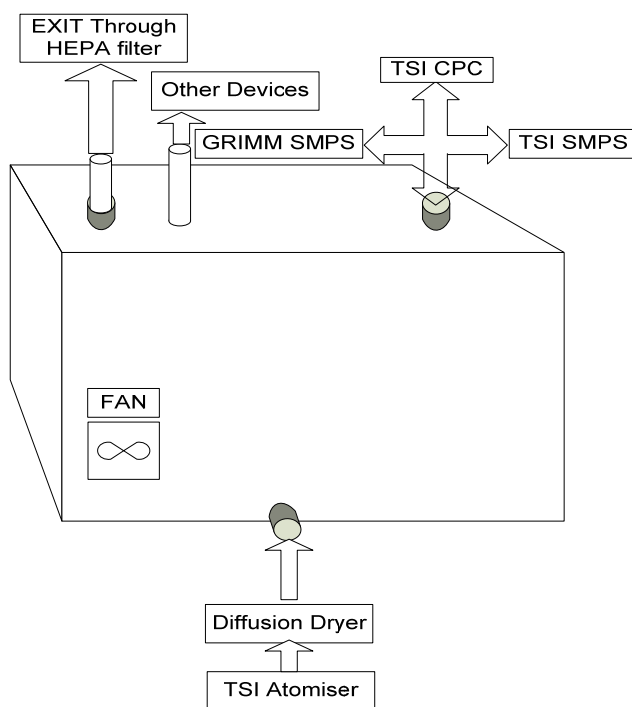 EXIT Through
HEPA filter
TSI CPC
Other Devices
GRIMM SMPS
TSI SMPS
FAN
Diffusion Dryer
TSI Atomiser